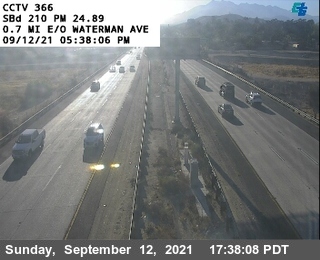 CCTV 366
SBd 210 PM 24.89
0.7 MI E/O WATERMAN AVE
09/12/21 05:38:06 PM
Sunday, September 12, 2021 17:38:08 PDT